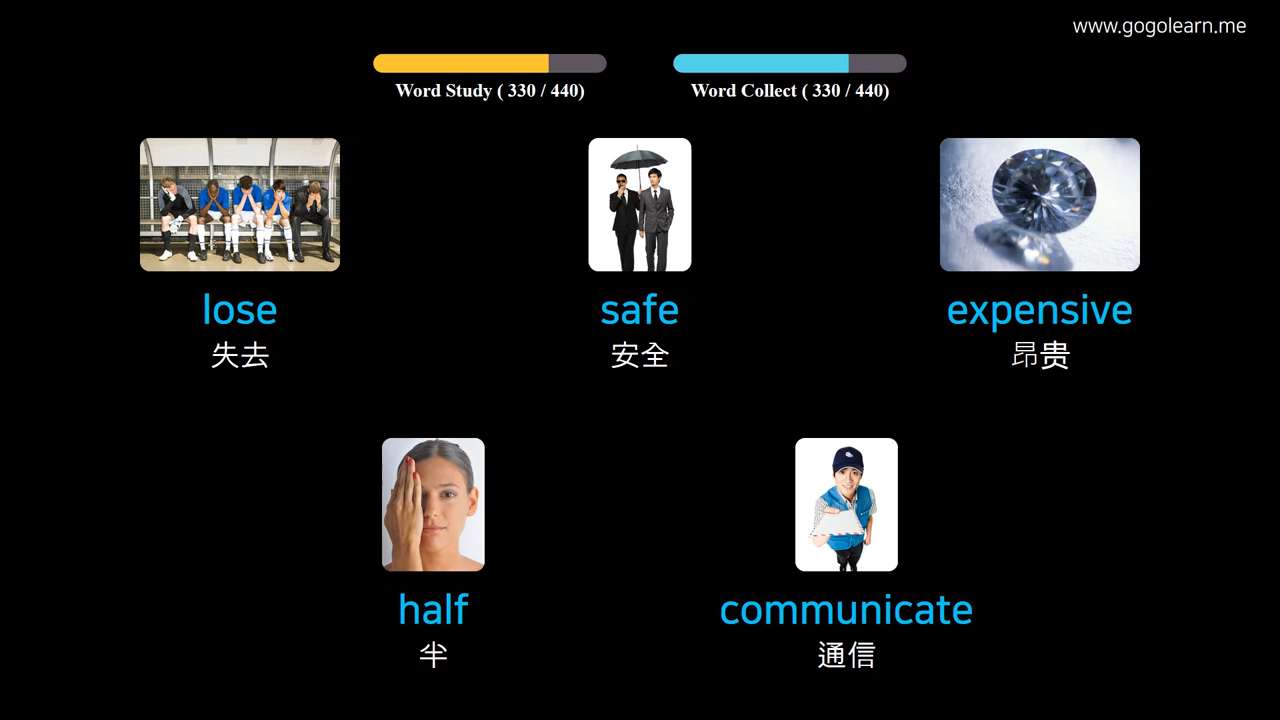 www.gogolearn.me
Word Study ( 330 / 440)
Word Collect ( 330 / 440)
lose
safe
expensive
失去
安全
昂贵
half
communicate
半
通信